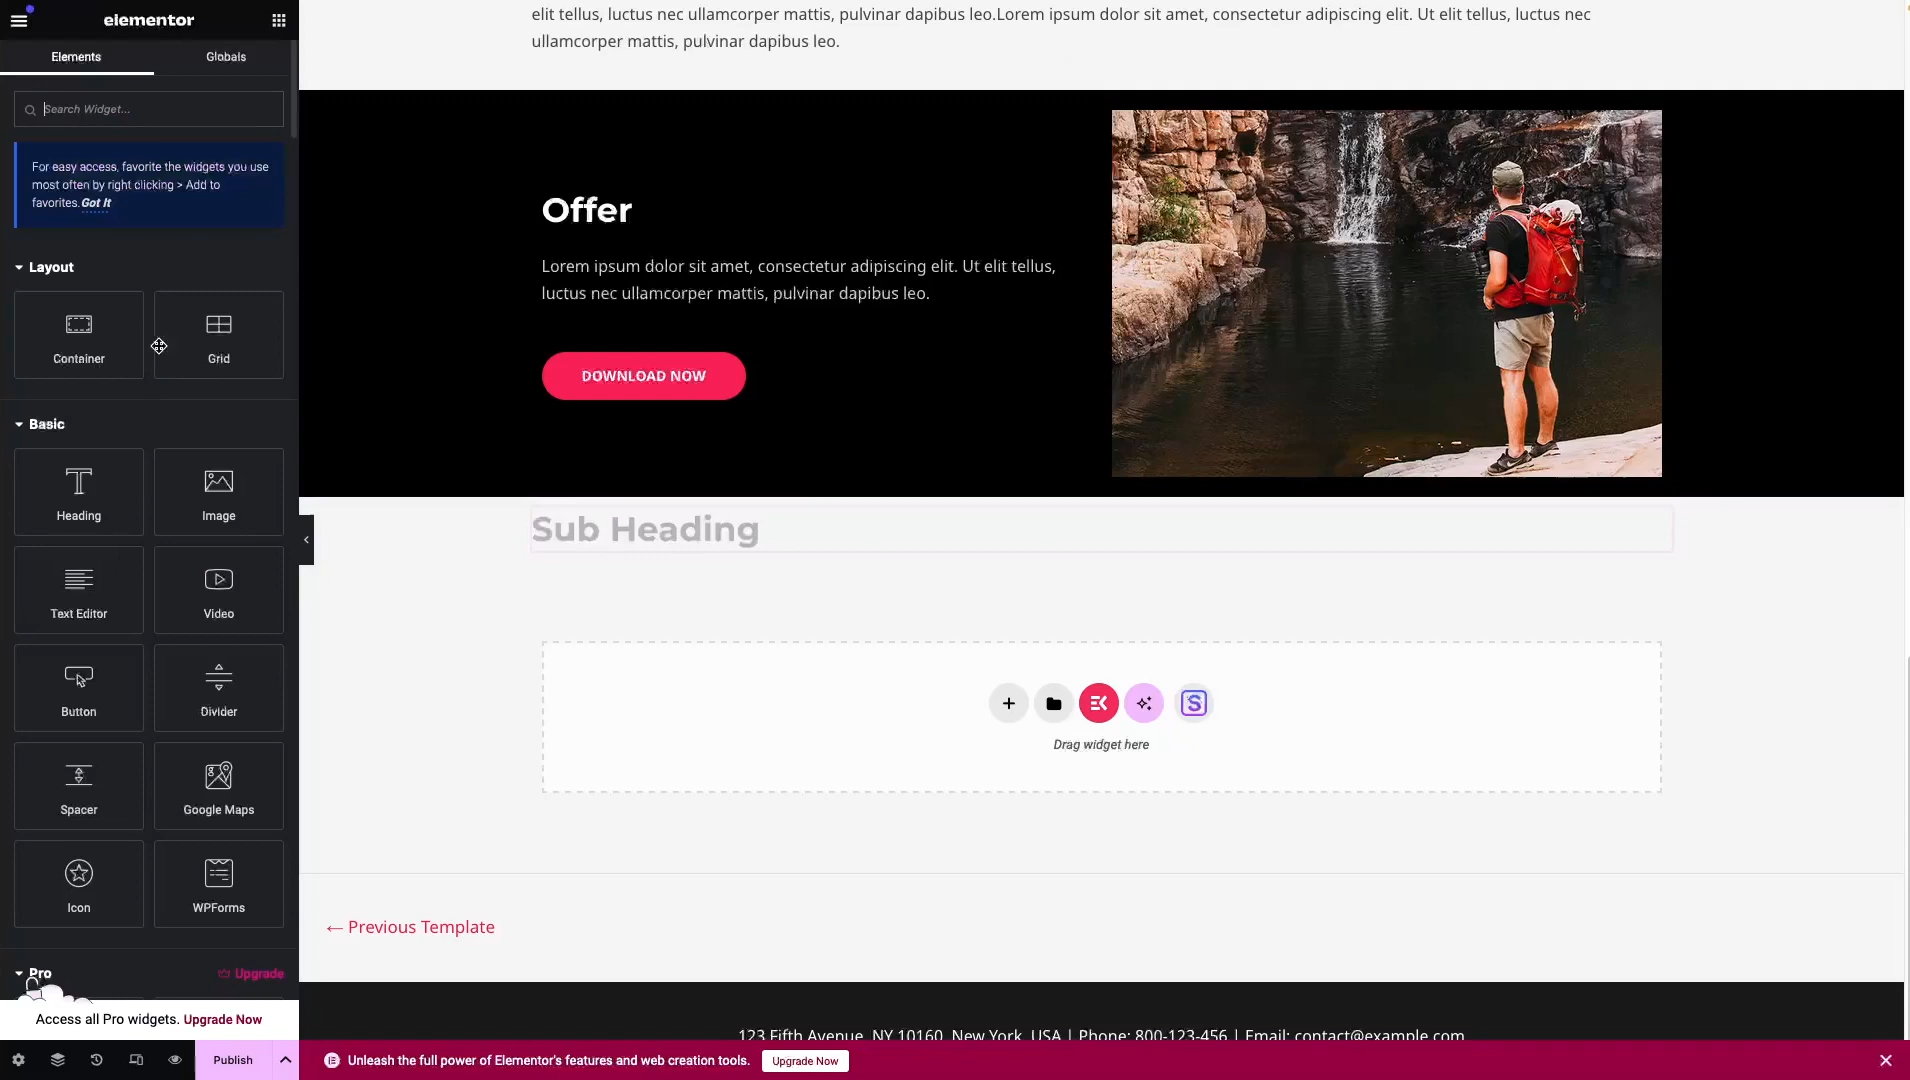 elementor
Elements
Globals
Search Widget...
For easy access, favorite the widgets you use
most often by right clicking > Add to
favorites. Got It
Layout
Container
Grid
Basic
Heading
Image
Text Editor
Video
Button
Divider
Spacer
Google Maps
Icon
WPForms
Pro
Upgrade
Access all Pro widgets. Upgrade Now
Publish
elit tellus, luctus nec ullamcorper mattis, pulvinar dapibus leo.Lorem ipsum dolor sit amet, consectetur adipiscing elit. Ut elit tellus, luctus nec
ullamcorper mattis, pulvinar dapibus leo.
Offer
Lorem ipsum dolor sit amet, consectetur adipiscing elit. Ut elit tellus,
luctus nec ullamcorper mattis, pulvinar dapibus leo.
DOWNLOAD NOW
Sub Heading
Drag widget here
← Previous Template
123 Fifth Avenue, NY 10160, New York, USA | Phone: 800-123-456 | Email: contact@example.com
Unleash the full power of Elementor's features and web creation tools.
Upgrade Now